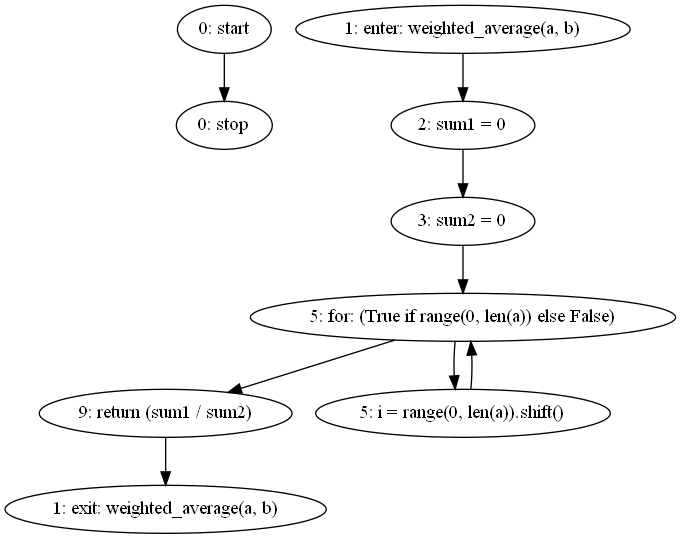 0: start
1: enter: weighted_average(a, b)
0: stop
2: sum1 = 0
3: sum2 = 0
5: for: (True if range(0, len(a)) else False)
9: return (sum1 / sum2)
5: i = range(0, len(a)).shift()
1: exit: weighted_average(a, b)